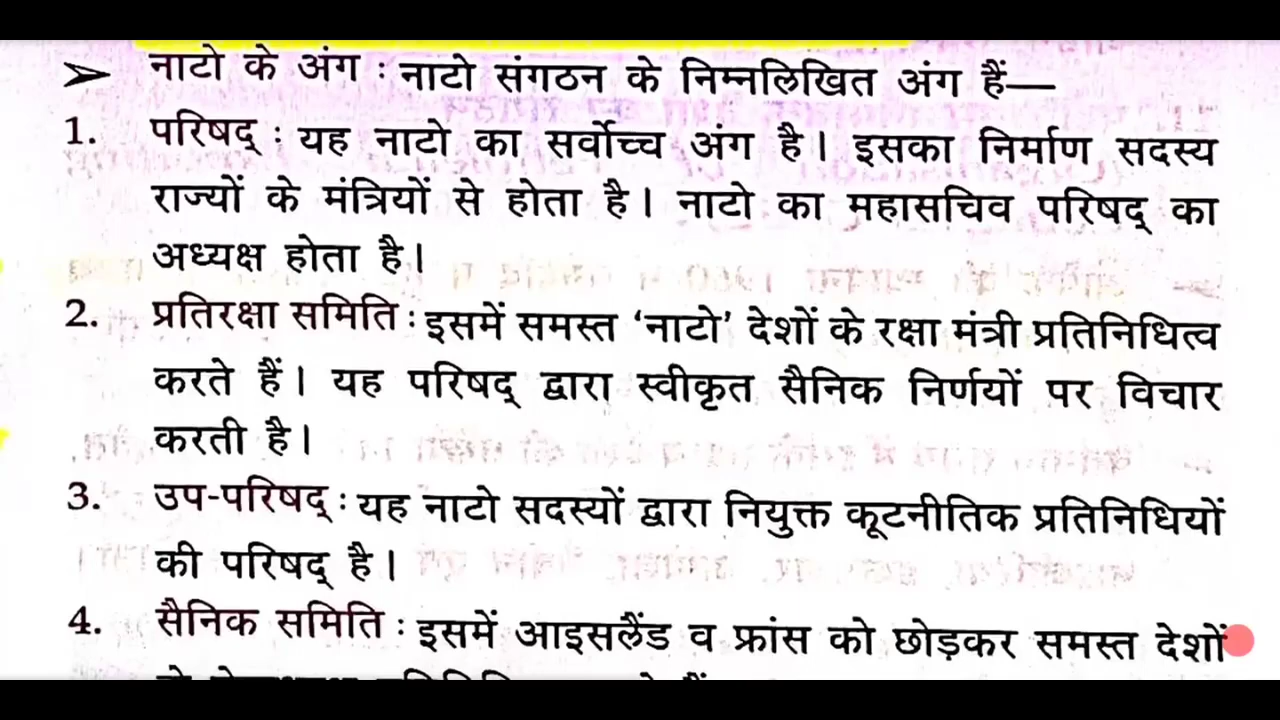 ➢ नाटो के अंग : नाटो संगठन के निम्नलिखित अंग हैं—
1. परिषद् : यह नाटो का सर्वोच्च अंग है। इसका निर्माण सदस्य
राज्यों के मंत्रियों से होता है। नाटो का महासचिव परिषद् का
अध्यक्ष होता है।
2. प्रतिरक्षा समिति : इसमें समस्त ‘नाटो’ देशों के रक्षा मंत्री प्रतिनिधित्व
करते हैं। यह परिषद् द्वारा स्वीकृत सैनिक निर्णयों पर विचार
करती है।
3. उप-परिषद् : यह नाटो सदस्यों द्वारा नियुक्त कूटनीतिक प्रतिनिधियों
की परिषद् है।
4. सैनिक समिति : इसमें आइसलैंड व फ्रांस को छोड़कर समस्त देशों